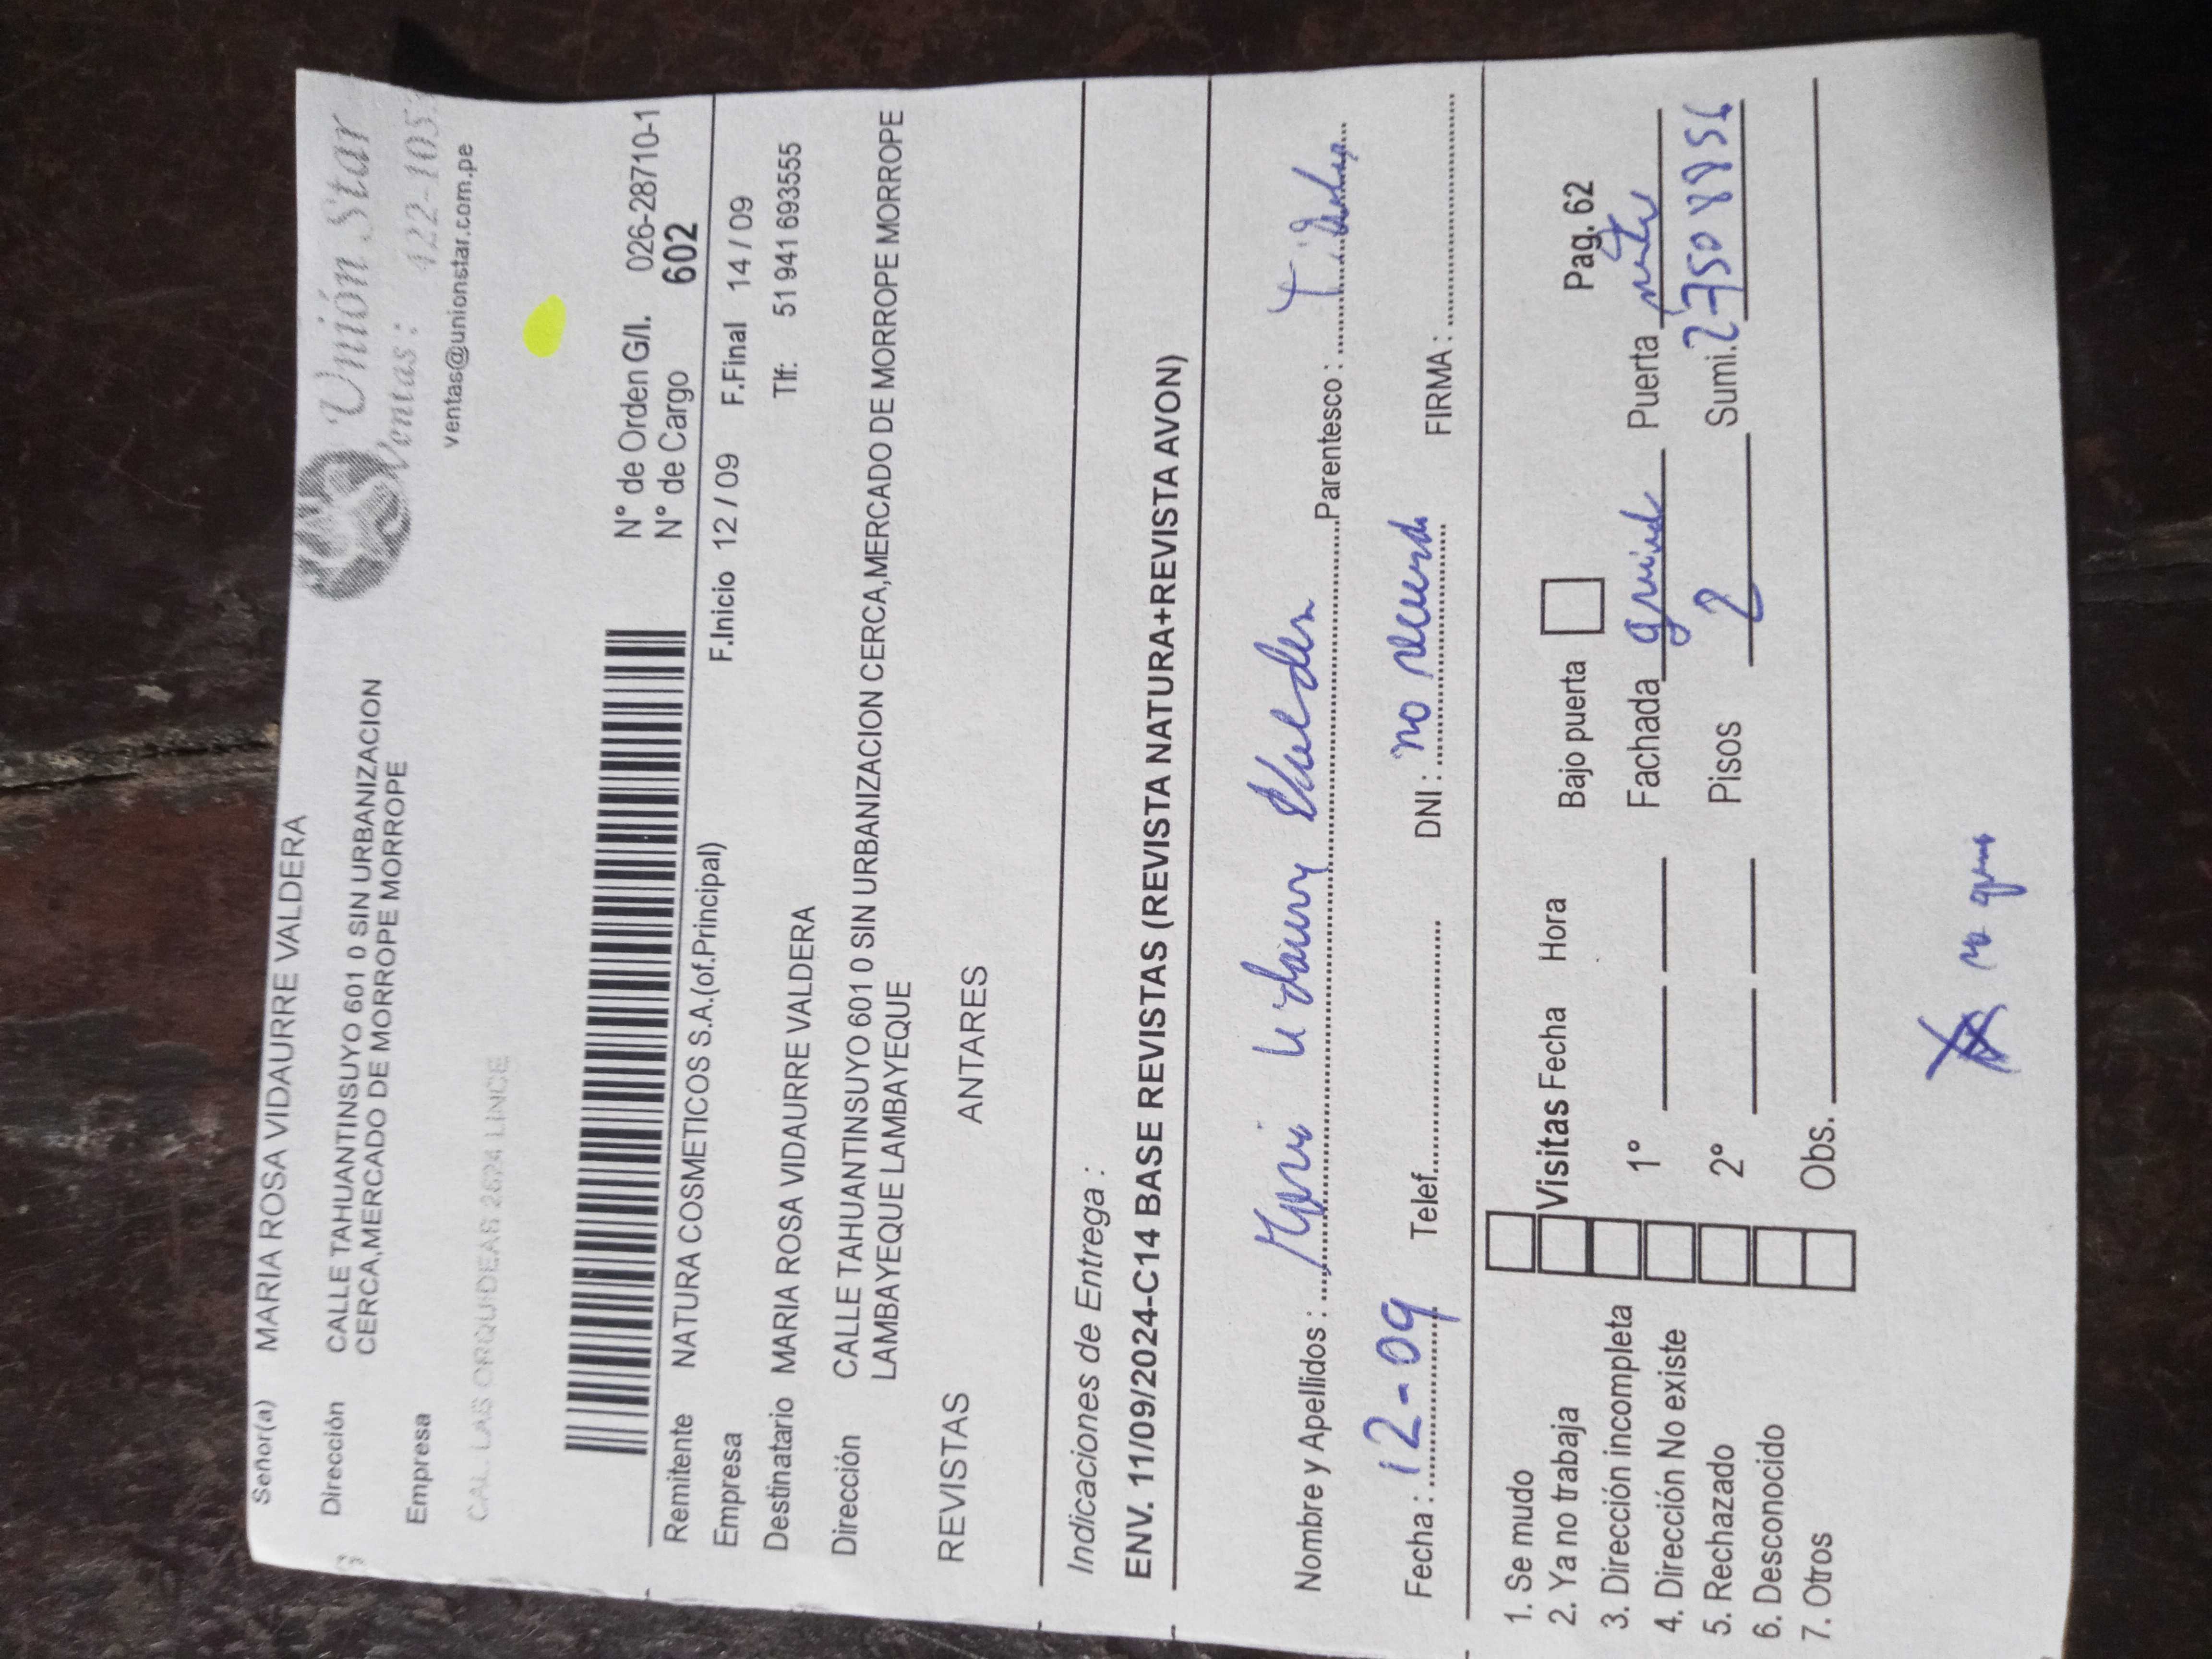 Señor(a) MARIA ROSA VIDAURRE VALDERA
Unión Star
Dirección CALLE TAHUANTINSUYO 601 0 SIN URBANIZACION
CERCA,MERCADO DE MORROPE MORROPE
Ventas: 422-105
Empresa
ventas@unionstar.com.pe
CAL. LAS ORQUIDEAS 2624 LINCE
N° de Orden G/I. 026-28710-1
N° de Cargo 602
Remitente NATURA COSMETICOS S.A.(of.Principal)
Empresa F.Inicio 12 / 09 F.Final 14 / 09
Destinatario MARIA ROSA VIDAURRE VALDERA Tlf: 51 941 693555
Dirección CALLE TAHUANTINSUYO 601 0 SIN URBANIZACION CERCA,MERCADO DE MORROPE MORROPE
LAMBAYEQUE LAMBAYEQUE
REVISTAS ANTARES
Indicaciones de Entrega :
ENV. 11/09/2024-C14 BASE REVISTAS (REVISTA NATURA+REVISTA AVON)
Nombre y Apellidos : Parentesco :
Fecha : 12-09 Telef. DNI : no FIRMA :
1. Se mudo
2. Ya no trabaja Visitas Fecha Hora Bajo puerta Pag. 62
3. Dirección incompleta 1° Fachada Puerta
4. Dirección No existe
5. Rechazado 2° Pisos 2 Sumi.
6. Desconocido
7. Otros Obs.
no